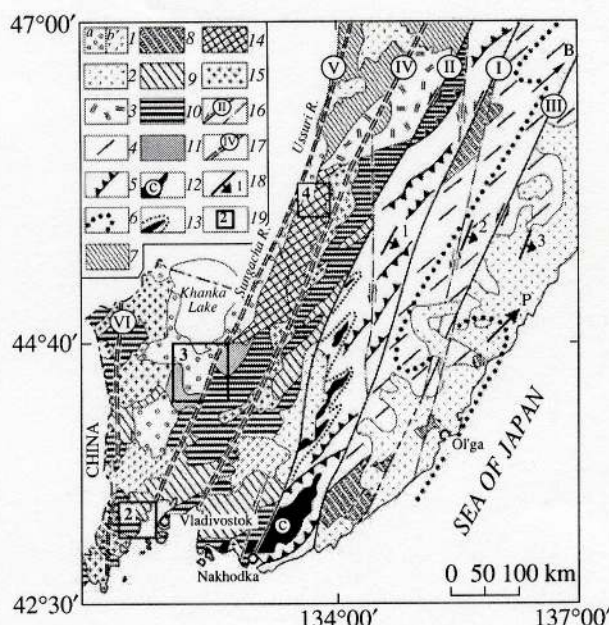 47°00'
a b
1 8 14
2 9 15
3 10 II 16
4 11 IV 17
5 C 12 1 18
6 13 2 19
7
V IV II I B
III
Ussuri R.
Sungacha R.
4
1 2 3
Khanka
Lake
VI
44°40'
3
P
CHINA
Ol'ga
SEA OF JAPAN
2
Vladivostok
C
Nakhodka
0 50 100 km
42°30'
134°00' 137°00'